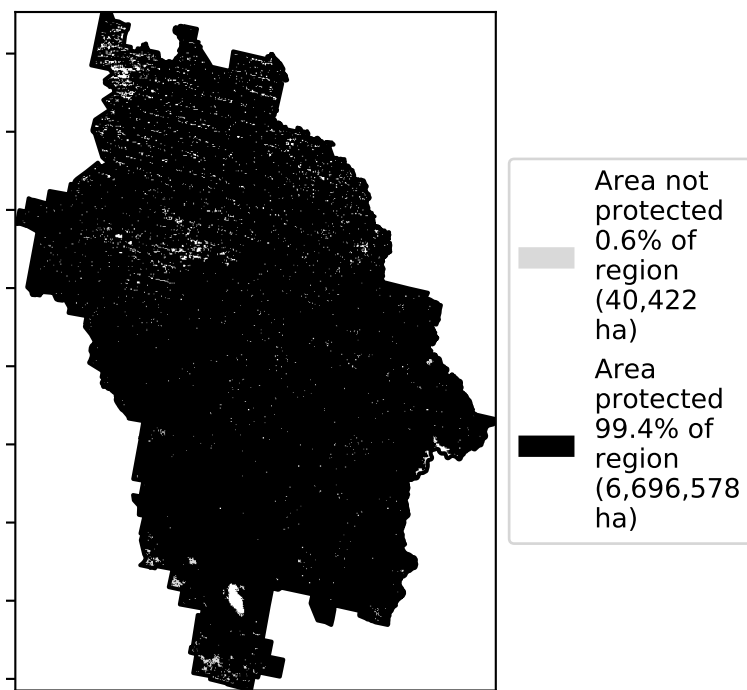 Area not
protected
0.6% of
region
(40,422
ha)
Area
protected
99.4% of
region
(6,696,578
ha)